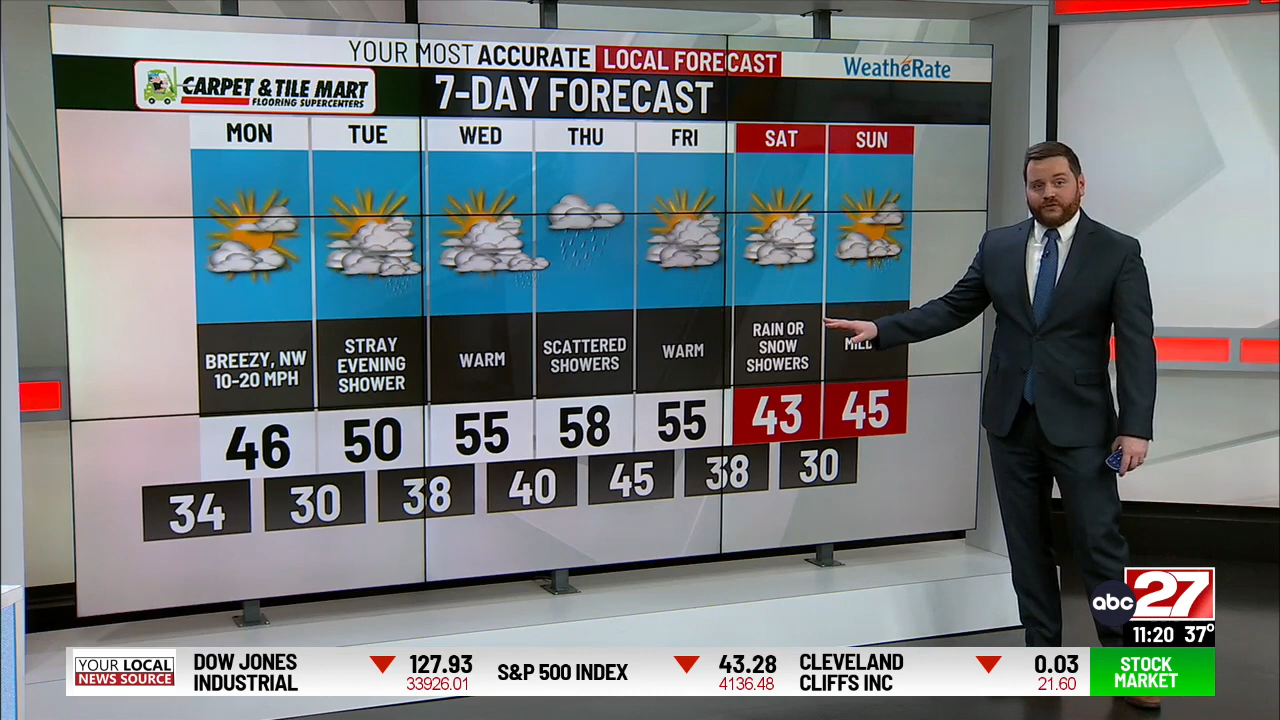 YOUR MOST ACCURATE LOCAL FORECAST
WeatheRate
CARPET & TILE MART
FLOORING SUPERCENTERS
7-DAY FORECAST
MON TUE WED THU FRI SAT SUN
BREEZY, NW
10-20 MPH
STRAY
EVENING
SHOWER
WARM
SCATTERED
SHOWERS
WARM
RAIN OR
SNOW
SHOWERS
46 50 55 58 55 43 45
34 30 38 40 45 38 30
abc 27
11:20 37°
YOUR LOCAL
NEWS SOURCE
DOW JONES
INDUSTRIAL
127.93
33926.01
S&P 500 INDEX
43.28
4136.48
CLEVELAND
CLIFFS INC
0.03
21.60
STOCK
MARKET